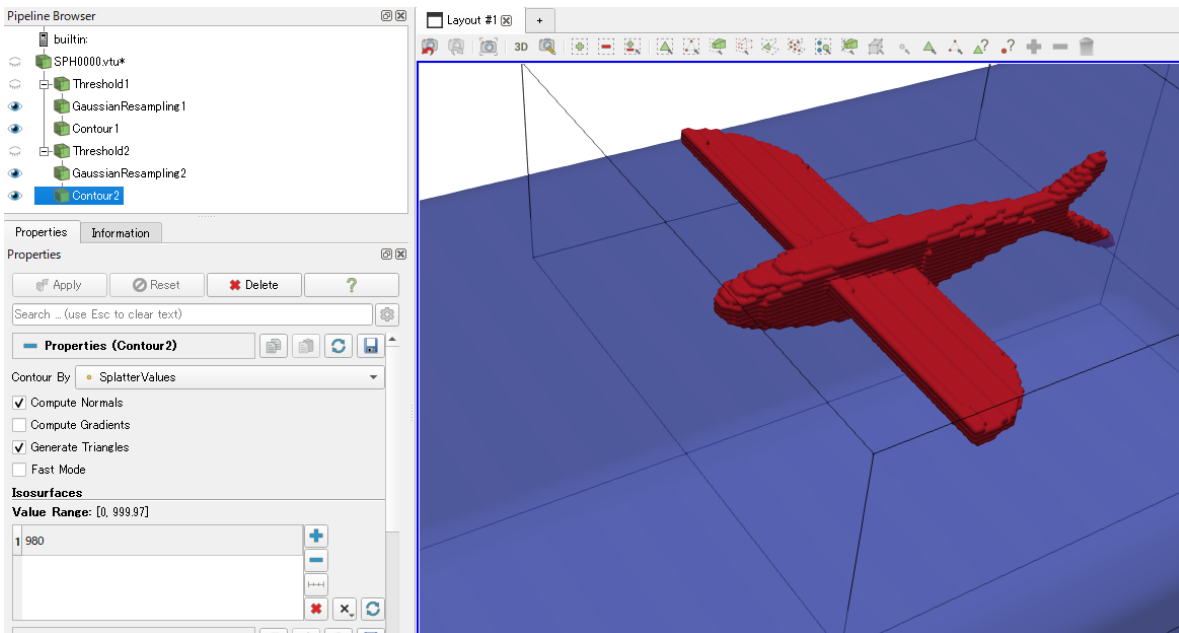 Pipeline Browser
builtin:
SPH0000.vtu*
Threshold1
GaussianResampling1
Contour1
Threshold2
GaussianResampling2
Contour2
Properties
Information
Properties
Apply
Reset
Delete
?
Search ... (use Esc to clear text)
Properties (Contour2)
Contour By
SplatterValues
Compute Normals
Compute Gradients
Generate Triangles
Fast Mode
Isosurfaces
Value Range: [0, 999.97]
1 980
Layout #1
+
3D